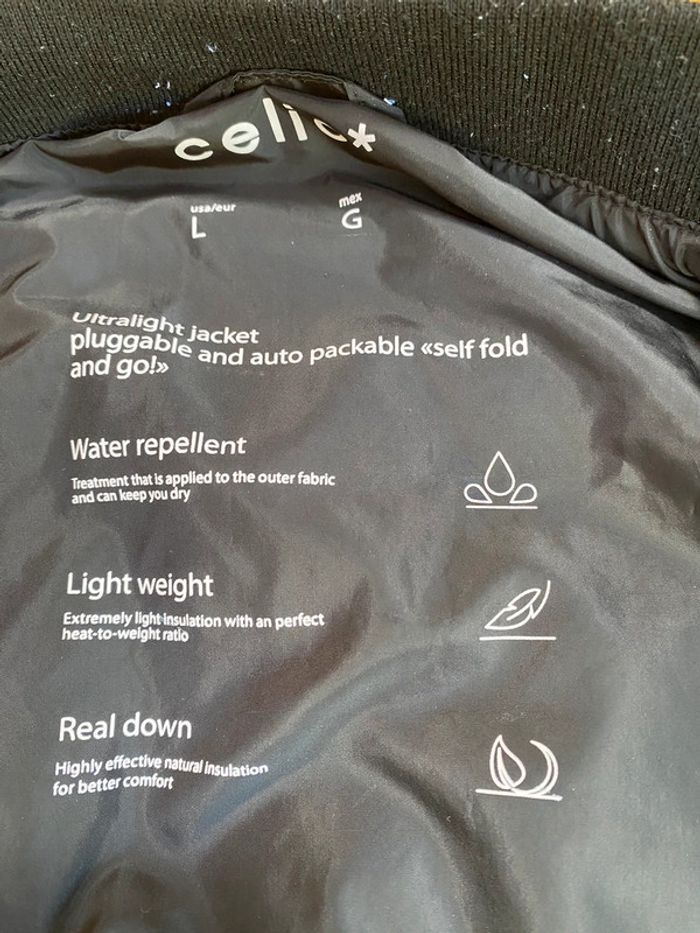 celio*
usa/eur mex
L G
Ultralight jacket
pluggable and auto packable «self fold
and go!»
Water repellent
Treatment that is applied to the outer fabric
and can keep you dry
Light weight
Extremely light insulation with an perfect
heat-to-weight ratio
Real down
Highly effective natural insulation
for better comfort